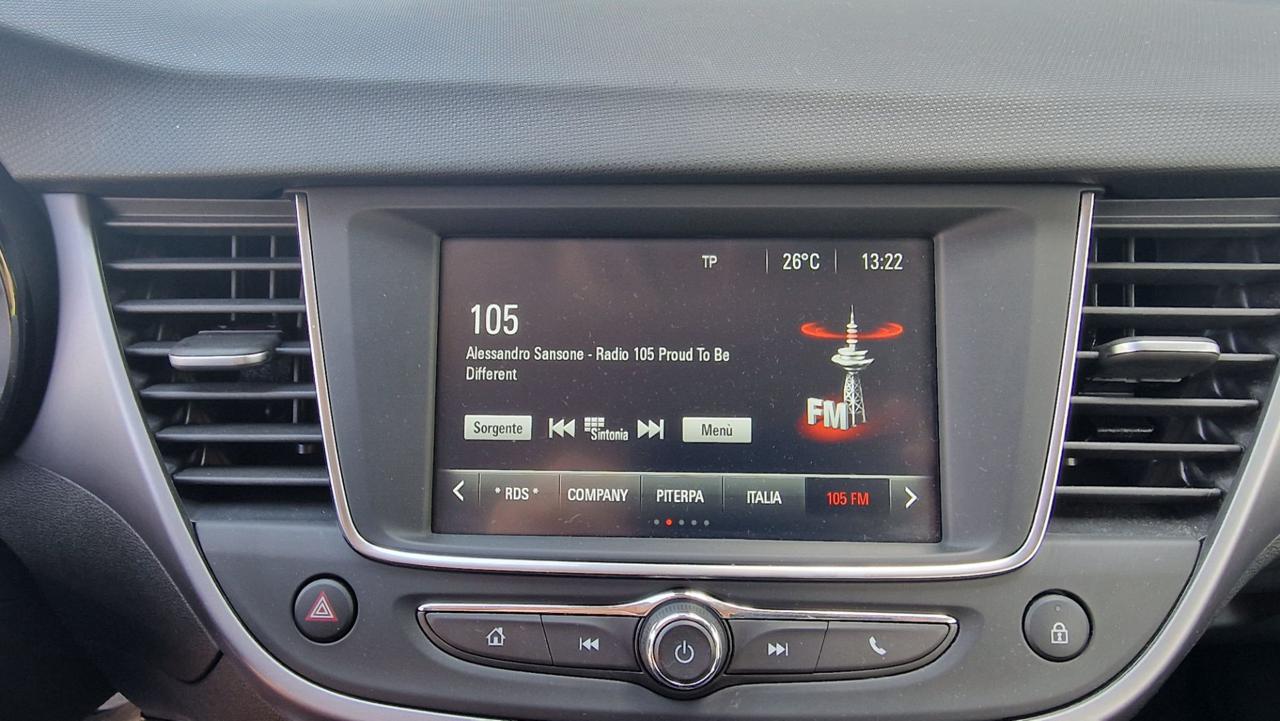 TP 26°C 13:22
105
Alessandro Sansone - Radio 105 Proud To Be
Different
FM
Sorgente Sintonia Menù
* RDS * COMPANY PITERPA ITALIA 105 FM